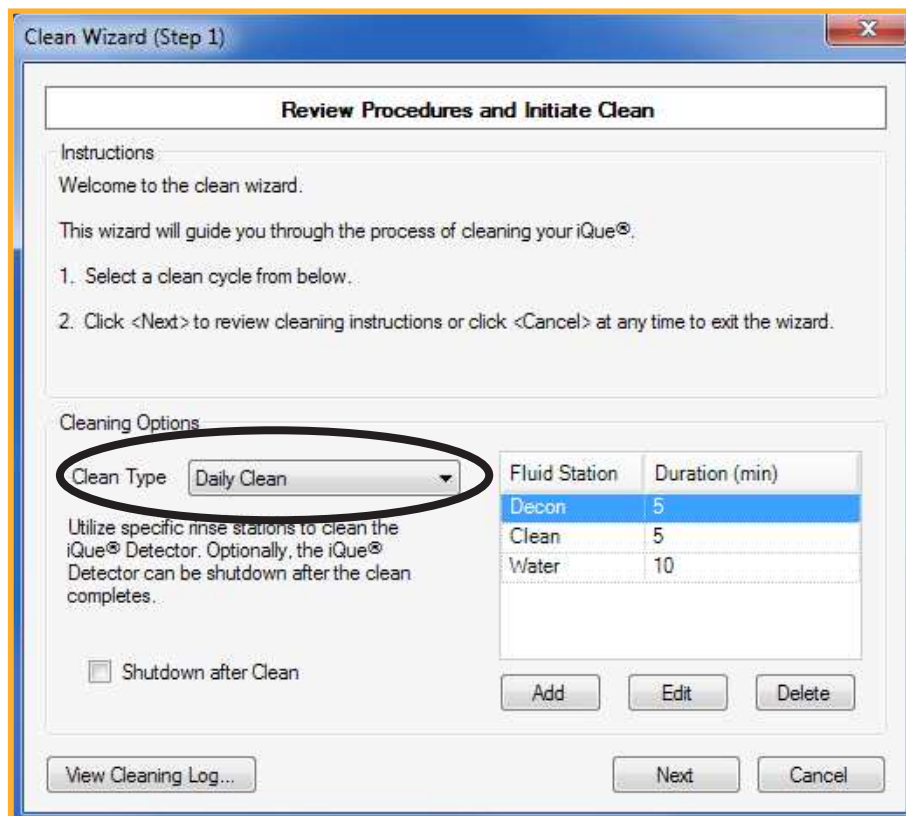 Clean Wizard (Step 1)
x
Review Procedures and Initiate Clean
Instructions
Welcome to the clean wizard.
This wizard will guide you through the process of cleaning your iQue®.
1. Select a clean cycle from below.
2. Click <Next> to review cleaning instructions or click <Cancel> at any time to exit the wizard.
Cleaning Options
Clean Type Daily Clean
Utilize specific rinse stations to clean the
iQue® Detector. Optionally, the iQue®
Detector can be shutdown after the clean
completes.
Shutdown after Clean
Fluid Station Duration (min)
Decon 5
Clean 5
Water 10
Add Edit Delete
View Cleaning Log... Next Cancel